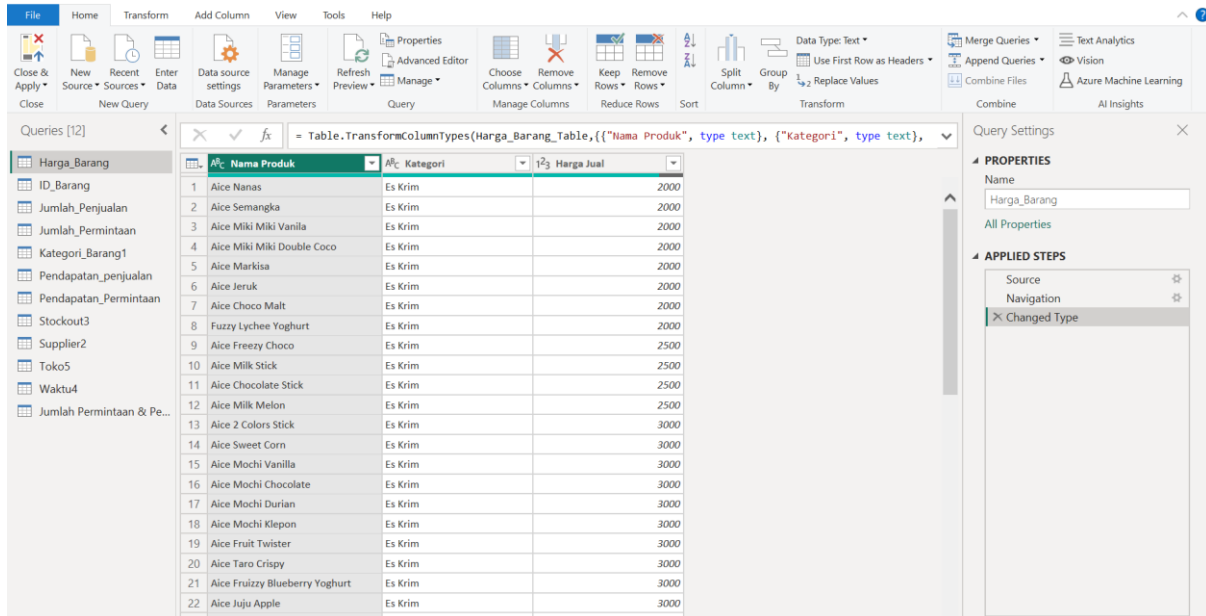 File Home Transform Add Column View Tools Help
Close & Apply
New Source
Recent Sources
Enter Data
Data source settings
Manage Parameters
Refresh Preview
Properties
Advanced Editor
Manage
Choose Columns
Remove Columns
Keep Rows
Remove Rows
Split Column
Group By
Data Type: Text
Use First Row as Headers
Replace Values
Merge Queries
Append Queries
Combine Files
Text Analytics
Vision
Azure Machine Learning
Close New Query Data Sources Parameters Query Manage Columns Reduce Rows Sort Transform Combine AI Insights
Queries [12]
Harga_Barang
ID_Barang
Jumlah_Penjualan
Jumlah_Permintaan
Kategori_Barang1
Pendapatan_penjualan
Pendapatan_Permintaan
Stockout3
Supplier2
Toko5
Waktu4
Jumlah Permintaan & Pe...
fx = Table.TransformColumnTypes(Harga_Barang_Table,{{"Nama Produk", type text}, {"Kategori", type text},
ABC Nama Produk ABC Kategori 123 Harga Jual
1 Aice Nanas Es Krim 2000
2 Aice Semangka Es Krim 2000
3 Aice Miki Miki Vanila Es Krim 2000
4 Aice Miki Miki Double Coco Es Krim 2000
5 Aice Markisa Es Krim 2000
6 Aice Jeruk Es Krim 2000
7 Aice Choco Malt Es Krim 2000
8 Fuzzy Lychee Yoghurt Es Krim 2000
9 Aice Freezy Choco Es Krim 2500
10 Aice Milk Stick Es Krim 2500
11 Aice Chocolate Stick Es Krim 2500
12 Aice Milk Melon Es Krim 2500
13 Aice 2 Colors Stick Es Krim 3000
14 Aice Sweet Corn Es Krim 3000
15 Aice Mochi Vanilla Es Krim 3000
16 Aice Mochi Chocolate Es Krim 3000
17 Aice Mochi Durian Es Krim 3000
18 Aice Mochi Klepon Es Krim 3000
19 Aice Fruit Twister Es Krim 3000
20 Aice Taro Crispy Es Krim 3000
21 Aice Fruizzy Blueberry Yoghurt Es Krim 3000
22 Aice Juju Apple Es Krim 3000
Query Settings
PROPERTIES
Name
Harga_Barang
All Properties
APPLIED STEPS
Source
Navigation
Changed Type